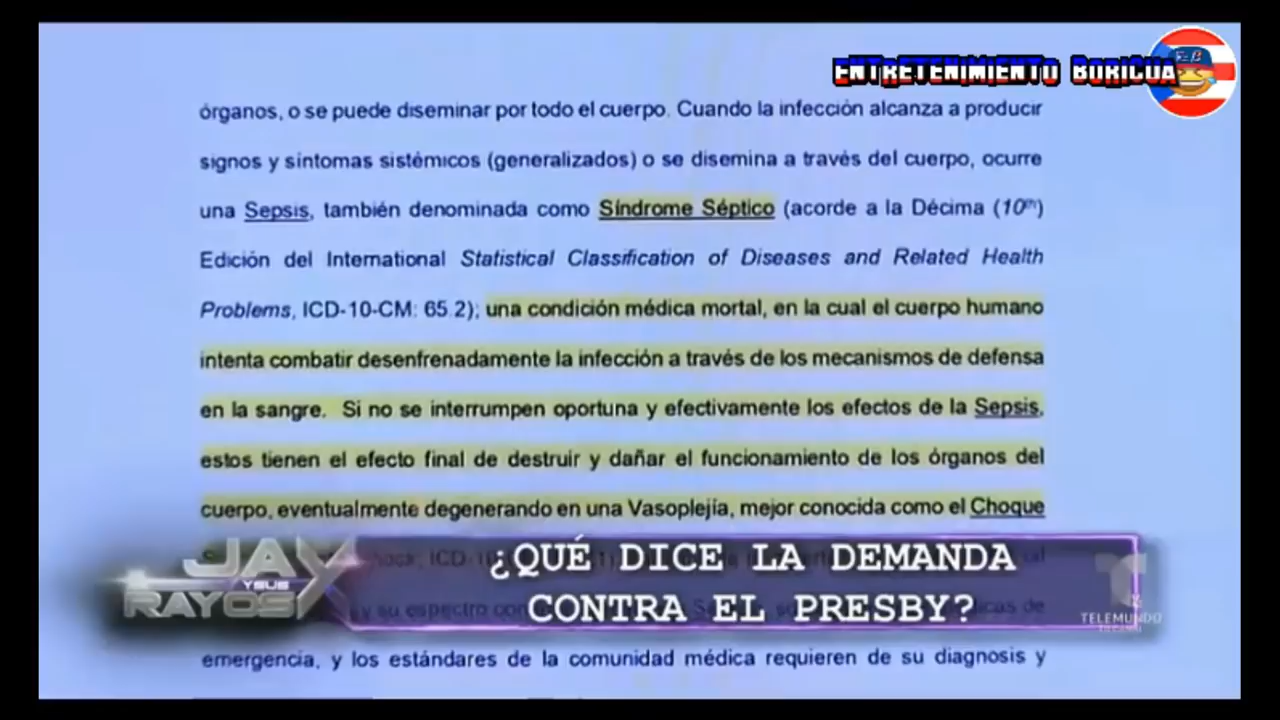 ENTRETENIMIENTO BORICUA
órganos, o se puede diseminar por todo el cuerpo. Cuando la infección alcanza a producir
signos y síntomas sistémicos (generalizados) o se disemina a través del cuerpo, ocurre
una Sepsis, también denominada como Síndrome Séptico (acorde a la Décima (10th)
Edición del International Statistical Classification of Diseases and Related Health
Problems, ICD-10-CM: 65.2); una condición médica mortal, en la cual el cuerpo humano
intenta combatir desenfrenadamente la infección a través de los mecanismos de defensa
en la sangre. Si no se interrumpen oportuna y efectivamente los efectos de la Sepsis,
estos tienen el efecto final de destruir y dañar el funcionamiento de los órganos del
cuerpo, eventualmente degenerando en una Vasoplejía, mejor conocida como el Choque
JAY
Y SUS
RAYOS X
¿QUÉ DICE LA DEMANDA
CONTRA EL PRESBY?
TELEMUNDO
y su espectro
emergencia, y los estándares de la comunidad médica requieren de su diagnosis y